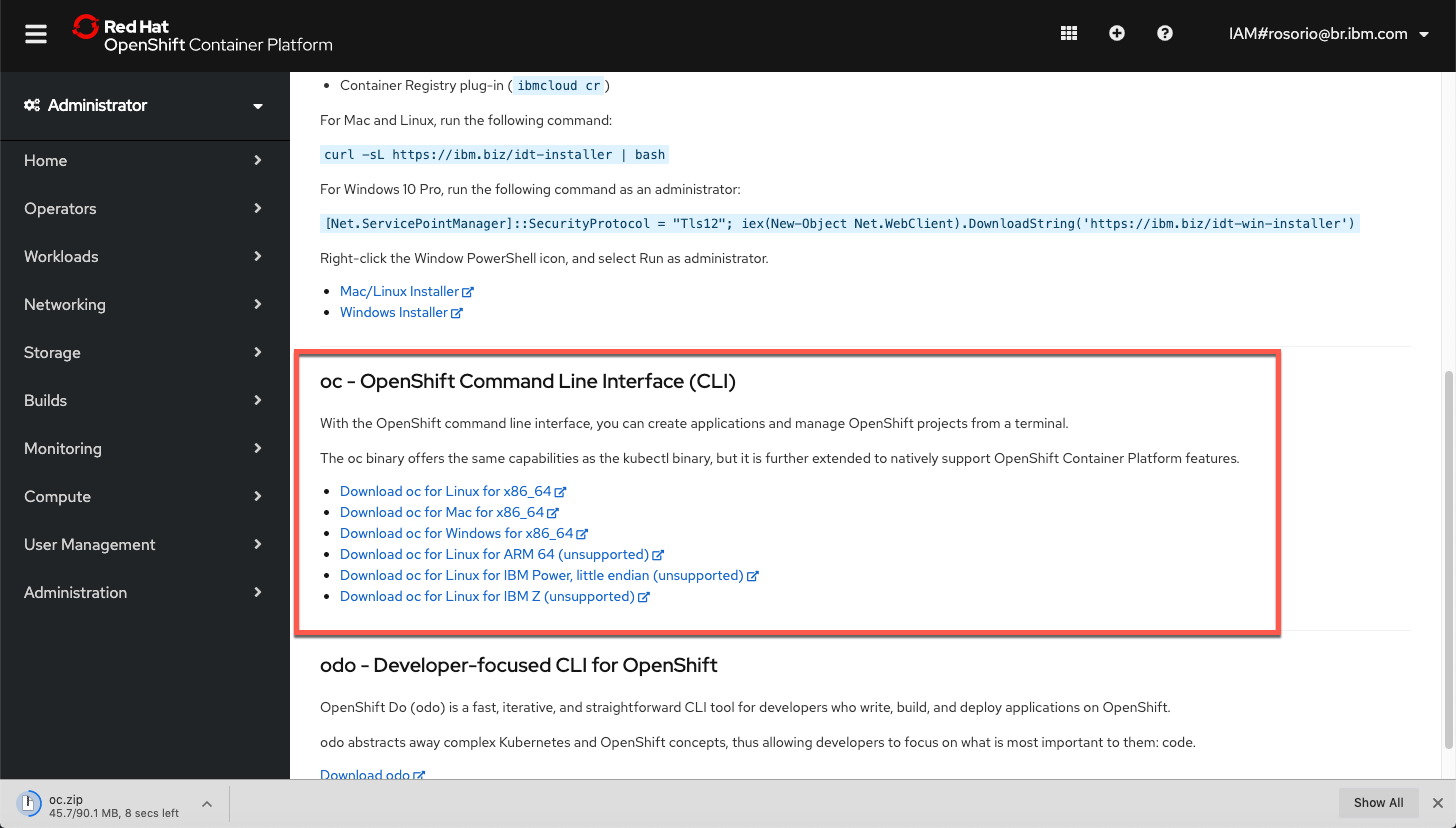 Red Hat
OpenShift Container Platform
IAM#rosorio@br.ibm.com
Administrator
Home
Operators
Workloads
Networking
Storage
Builds
Monitoring
Compute
User Management
Administration
Container Registry plug-in ( ibmcloud cr )
For Mac and Linux, run the following command:
curl -sL https://ibm.biz/idt-installer | bash
For Windows 10 Pro, run the following command as an administrator:
[Net.ServicePointManager]::SecurityProtocol = "Tls12"; iex(New-Object Net.WebClient).DownloadString('https://ibm.biz/idt-win-installer')
Right-click the Window PowerShell icon, and select Run as administrator.
Mac/Linux Installer
Windows Installer
oc - OpenShift Command Line Interface (CLI)
With the OpenShift command line interface, you can create applications and manage OpenShift projects from a terminal.
The oc binary offers the same capabilities as the kubectl binary, but it is further extended to natively support OpenShift Container Platform features.
Download oc for Linux for x86_64
Download oc for Mac for x86_64
Download oc for Windows for x86_64
Download oc for Linux for ARM 64 (unsupported)
Download oc for Linux for IBM Power, little endian (unsupported)
Download oc for Linux for IBM Z (unsupported)
odo - Developer-focused CLI for OpenShift
OpenShift Do (odo) is a fast, iterative, and straightforward CLI tool for developers who write, build, and deploy applications on OpenShift.
odo abstracts away complex Kubernetes and OpenShift concepts, thus allowing developers to focus on what is most important to them: code.
Download odo
oc.zip
45.7/90.1 MB, 8 secs left
Show All